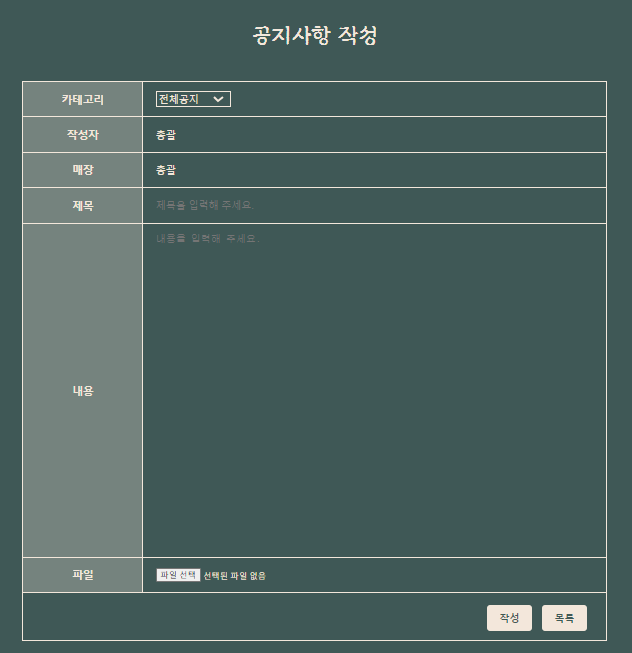 공지사항 작성
카테고리 전체공지
작성자 총괄
매장 총괄
제목 제목을 입력해 주세요.
내용을 입력해 주세요.
내용
파일 파일 선택 선택된 파일 없음
작성 목록